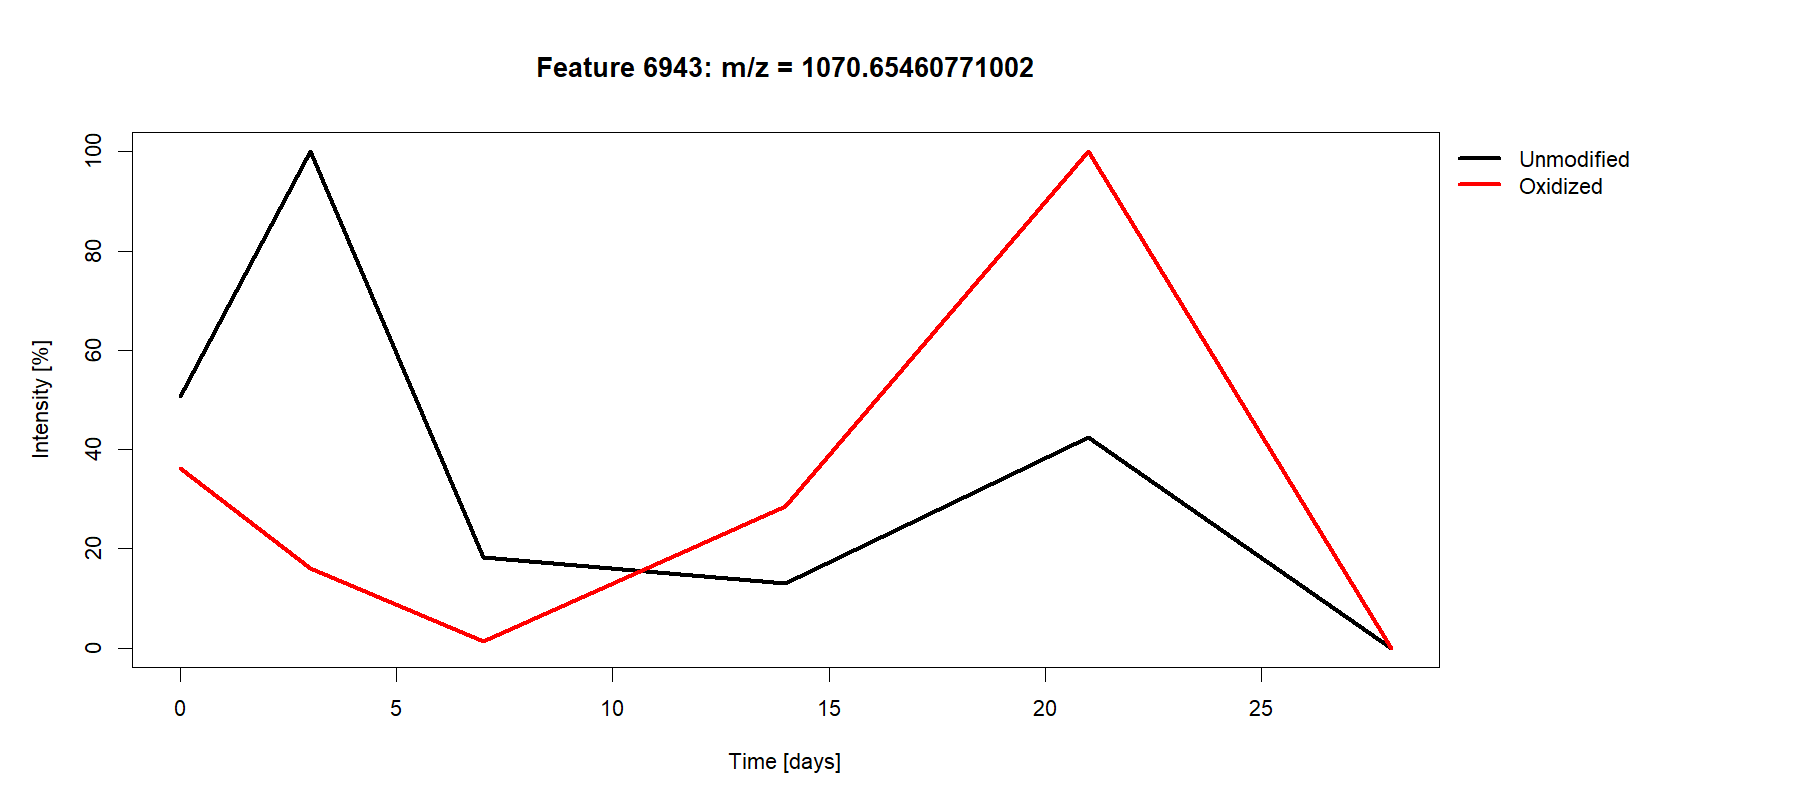 Feature 6943: m/z = 1070.65460771002
Unmodified
Oxidized
100
80
60
40
20
0
Intensity [%]
0 5 10 15 20 25
Time [days]